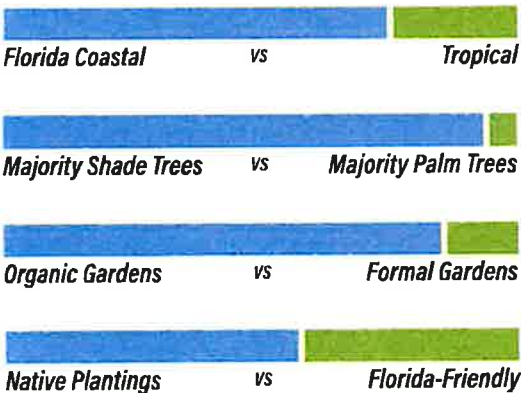 Florida Coastal vs Tropical
Majority Shade Trees vs Majority Palm Trees
Organic Gardens vs Formal Gardens
Native Plantings vs Florida-Friendly